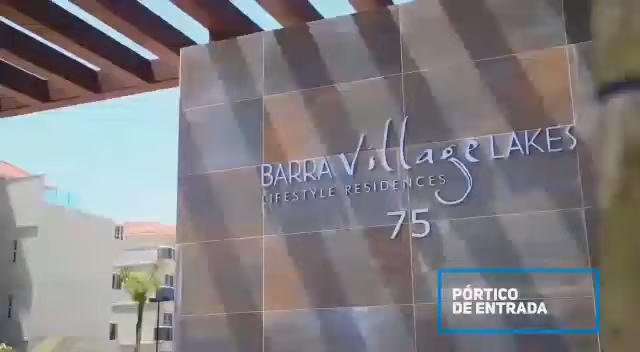 BARRA Village LAKES
LIFESTYLE RESIDENCES
75
PÓRTICO
DE ENTRADA